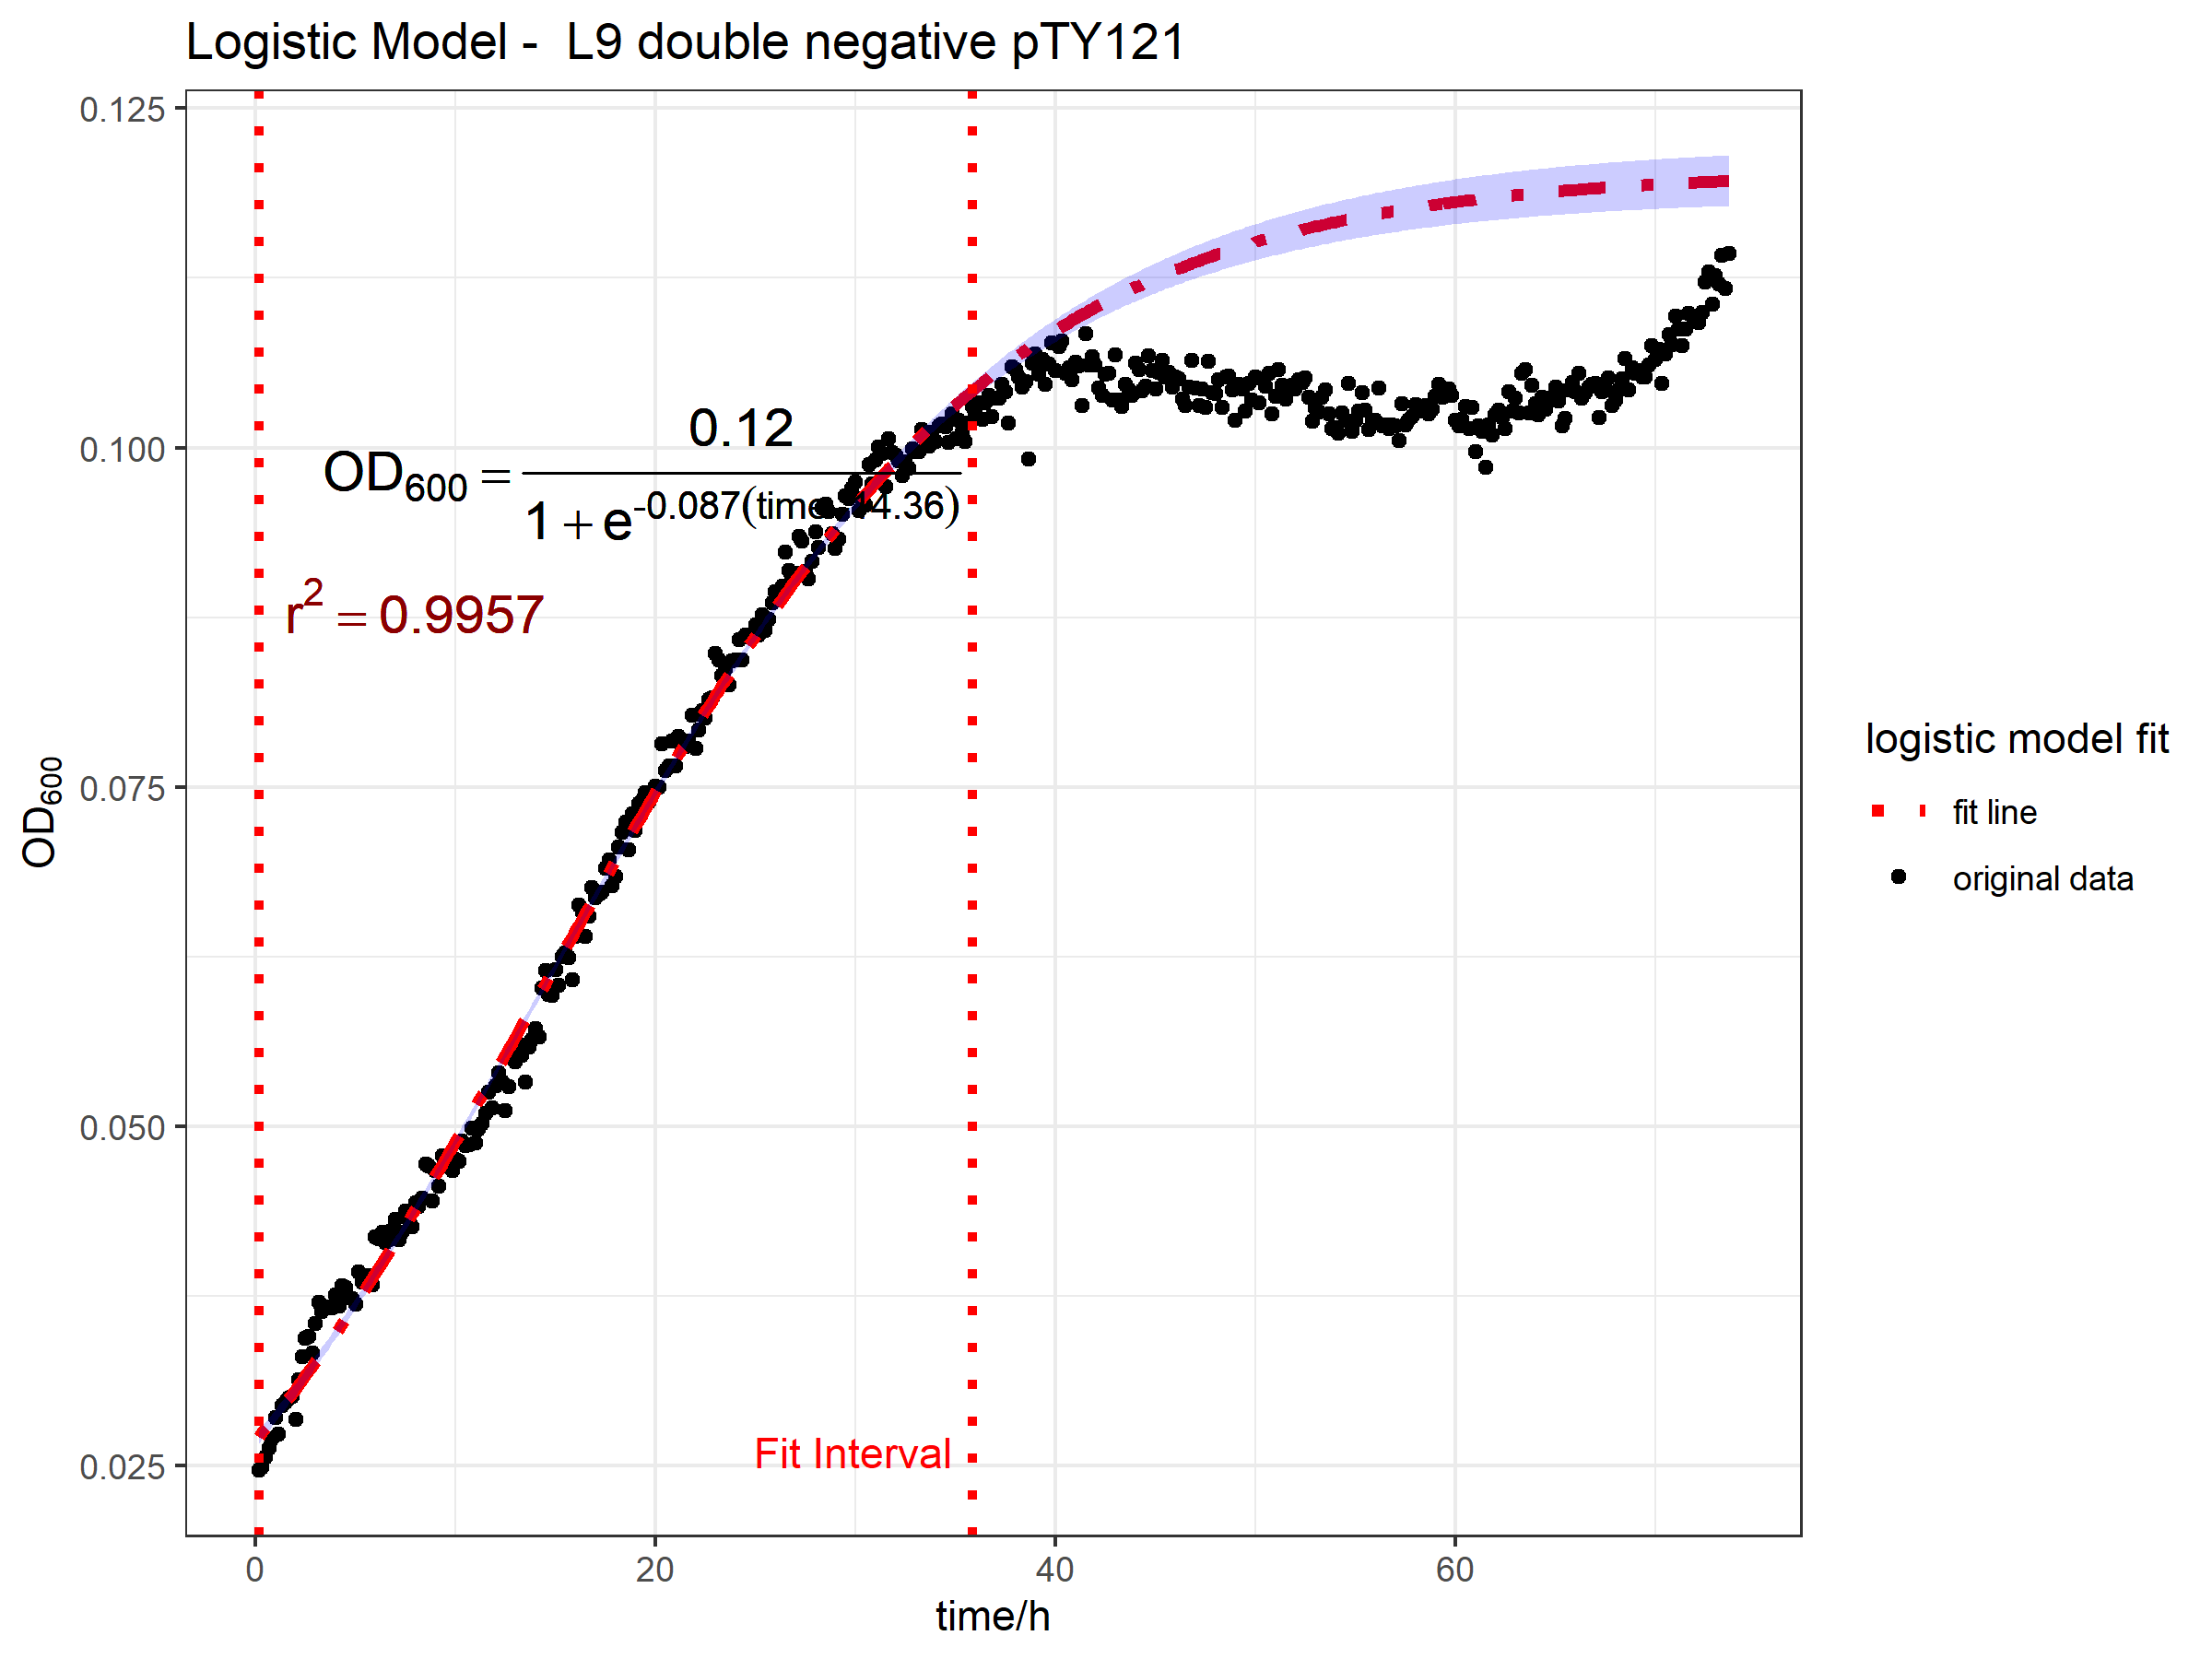 Logistic Model -  L9 double negative pTY121
0.125
0.100
0.075
0.050
0.025
OD600
OD600 = 0.12
1 + e-0.087(time-14.36)
r2 = 0.9957
Fit Interval
0 20 40 60
time/h
logistic model fit
fit line
original data